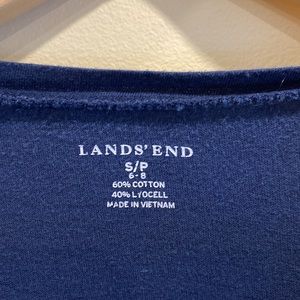 LANDS' END
S/P
6-8
60% COTTON
40% LYOCELL
MADE IN VIETNAM